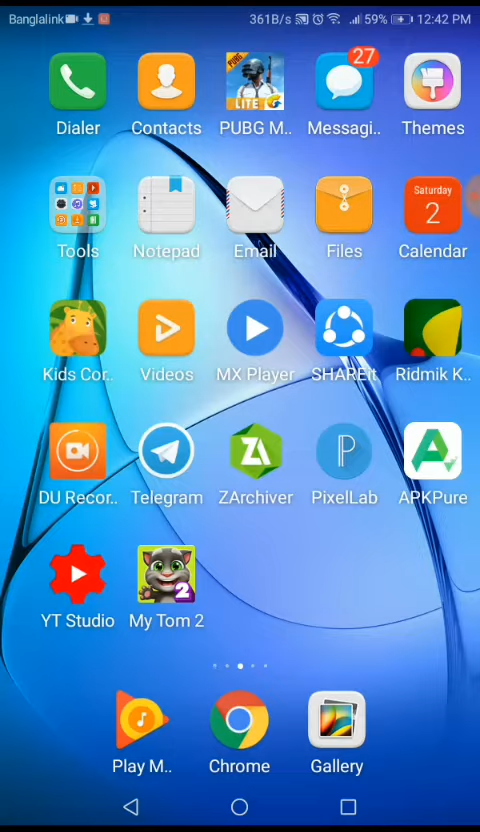 Banglalink 361B/s 59% 12:42 PM
PUBG
LITE
27
Saturday
2
Dialer Contacts PUBG M.. Messagi.. Themes
Tools Notepad Email Files Calendar
Kids Cor.. Videos MX Player SHAREit Ridmik K..
DU Recor.. Telegram ZArchiver PixelLab APKPure
2
YT Studio My Tom 2
Play M.. Chrome Gallery